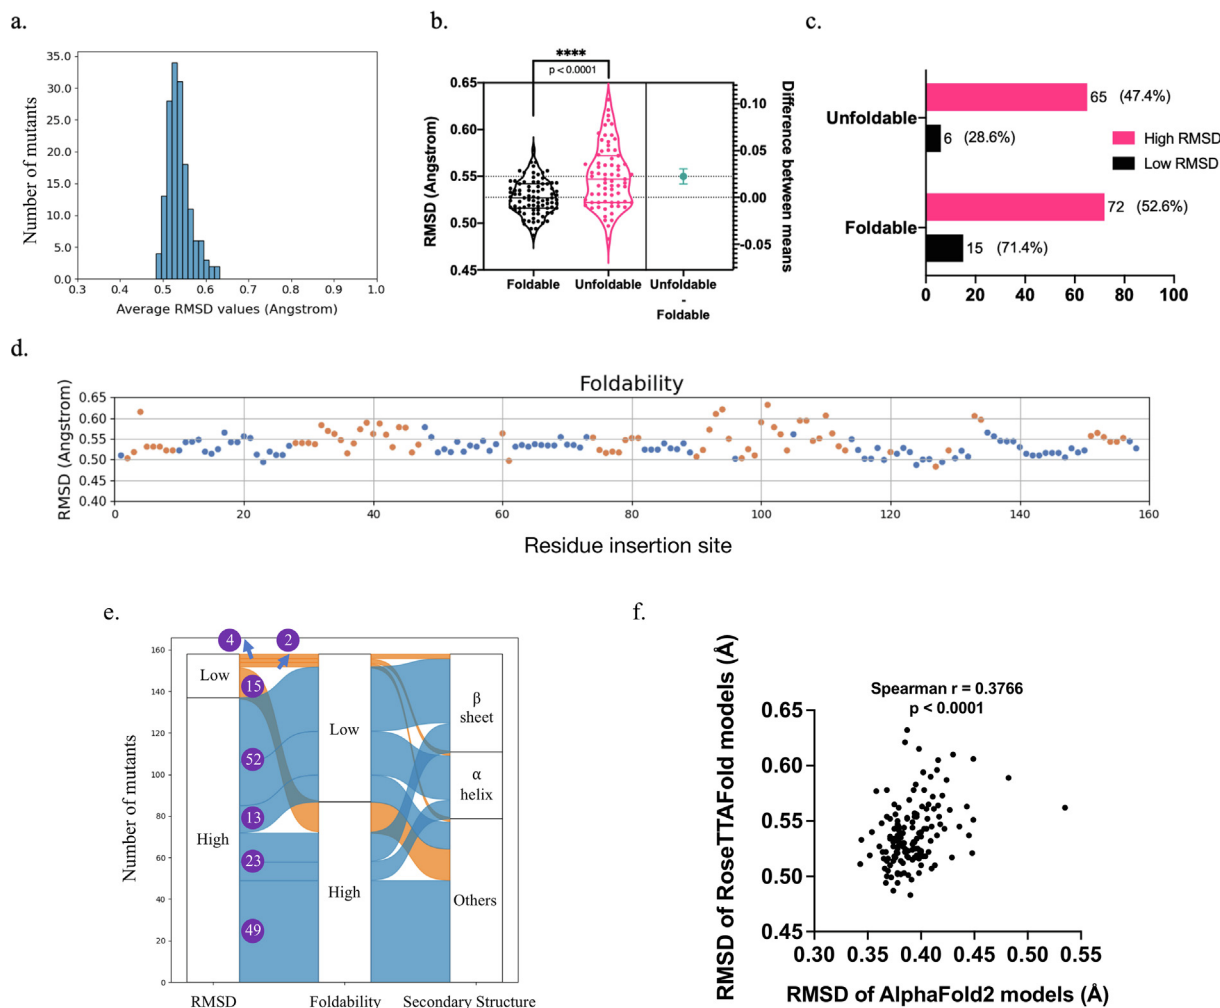 a.
35.0
30.0
25.0
20.0
15.0
10.0
5.0
0.0
Number of mutants
0.3 0.4 0.5 0.6 0.7 0.8 0.9 1.0
Average RMSD values (Angstrom)
b.
****
p < 0.0001
0.65
0.60
0.55
0.50
0.45
RMSD (Angstrom)
0.10
0.05
0.00
-0.05
Difference between means
Foldable Unfoldable Unfoldable
-
Foldable
c.
Unfoldable
65 (47.4%)
6 (28.6%)
High RMSD
Low RMSD
Foldable
72 (52.6%)
15 (71.4%)
0 20 40 60 80 100
d.
Foldability
0.65
0.60
0.55
0.50
0.45
0.40
RMSD (Angstrom)
0 20 40 60 80 100 120 140 160
Residue insertion site
e.
4 2
160
140
120
100
80
60
40
20
0
Number of mutants
Low
High
15
52
13
23
49
Low
High
β
sheet
α
helix
Others
RMSD Foldability Secondary Structure
f.
Spearman r = 0.3766
p < 0.0001
0.65
0.60
0.55
0.50
0.45
RMSD of RoseTTAFold models (Å)
0.30 0.35 0.40 0.45 0.50 0.55
RMSD of AlphaFold2 models (Å)